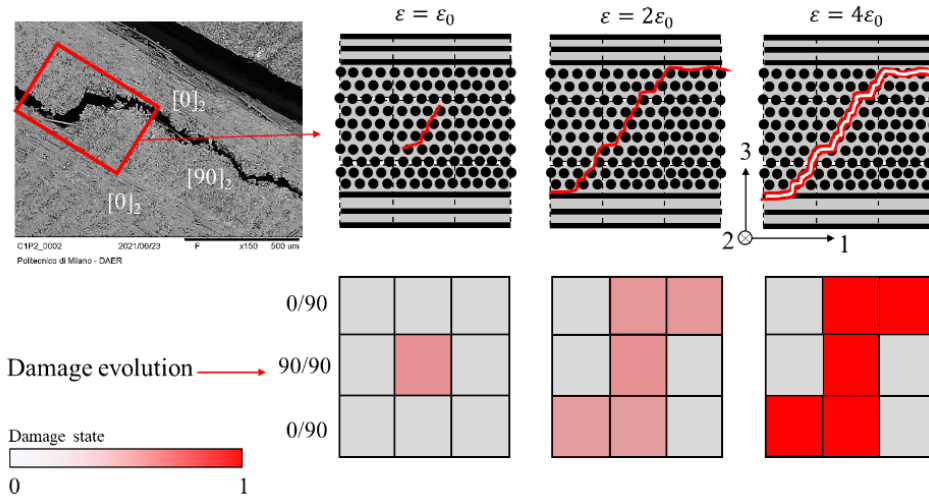 ε = ε₀
ε = 2ε₀
ε = 4ε₀
[0]₂
[90]₂
[0]₂
3
2
1
C1P2_0002 2021/06/23 F x150 500 um
Politecnico di Milano - DAER
0/90
Damage evolution
90/90
0/90
Damage state
0
1